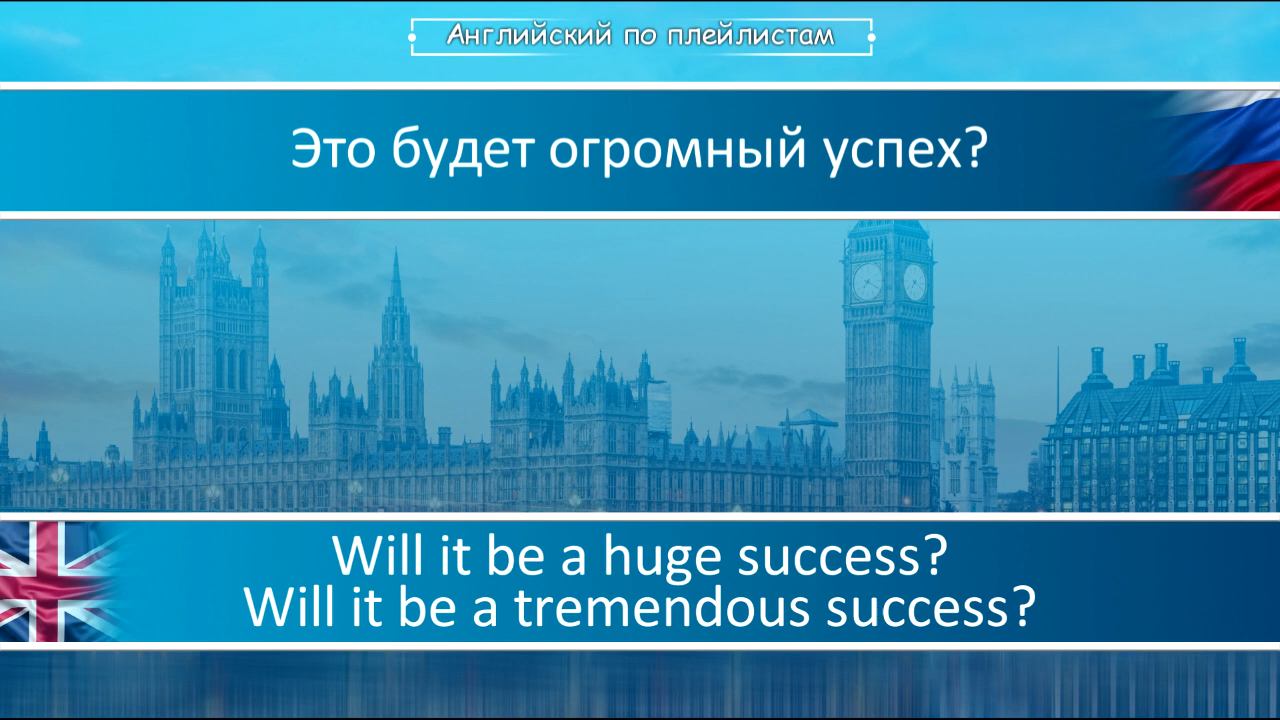 Английский по плейлистам
Это будет огромный успех?
Will it be a huge success?
Will it be a tremendous success?